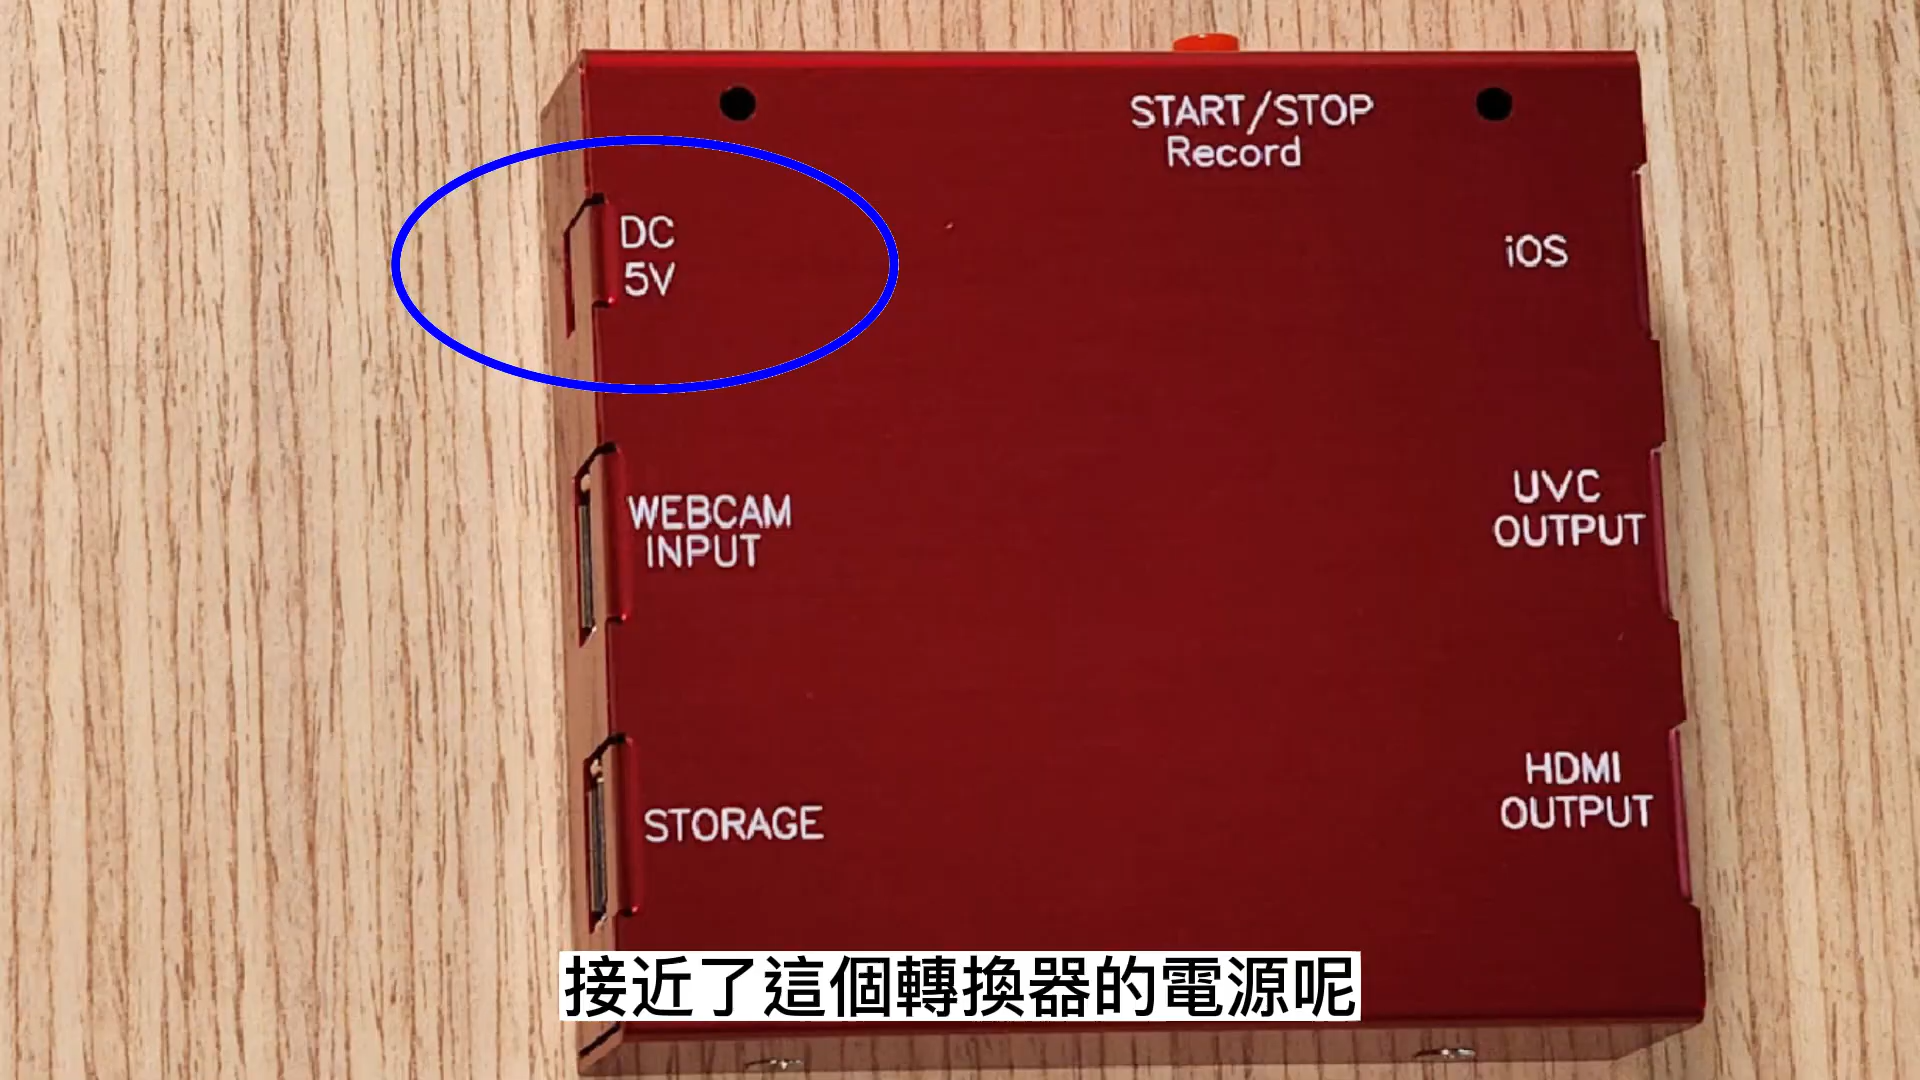 START/STOP
Record
DC
5V
iOS
WEBCAM
INPUT
UVC
OUTPUT
STORAGE
HDMI
OUTPUT
接近了這個轉換器的電源呢